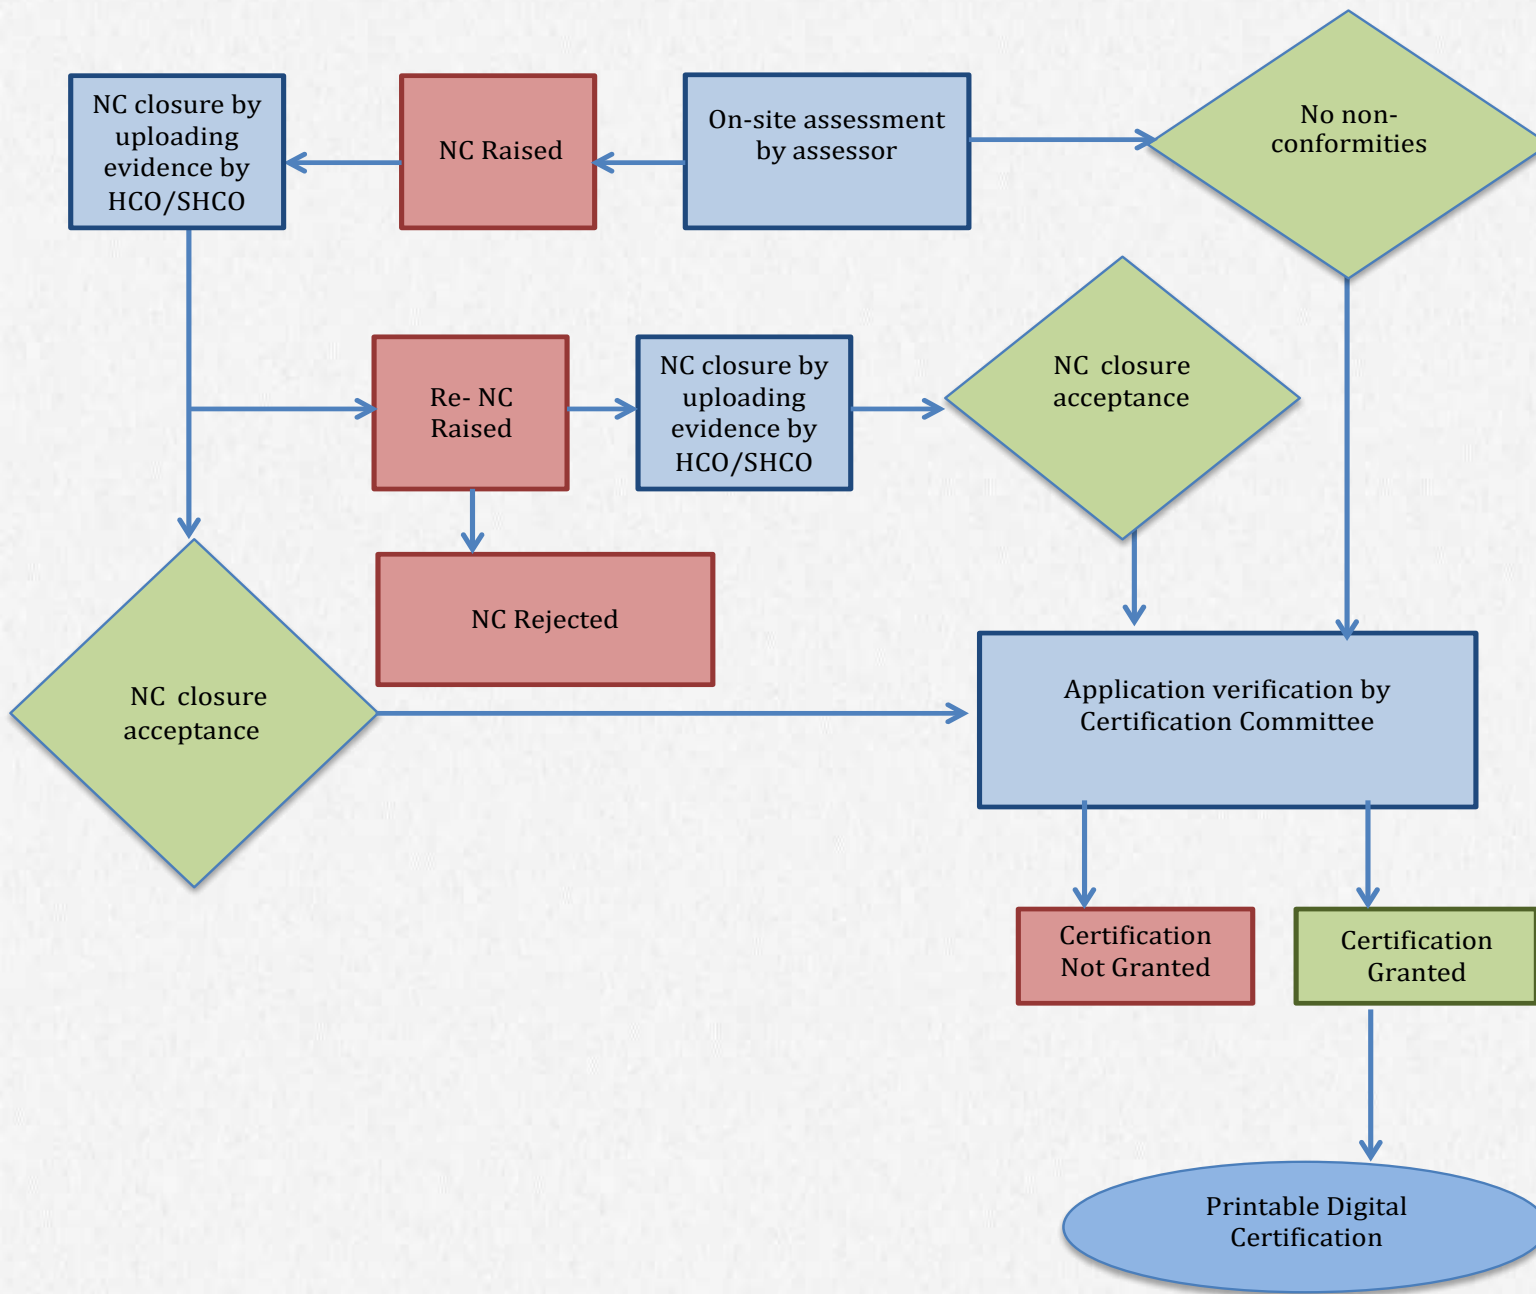 NC closure by
uploading
evidence by
HCO/SHCO
NC Raised
On-site assessment
by assessor
No non-
conformities
Re- NC
Raised
NC closure by
uploading
evidence by
HCO/SHCO
NC closure
acceptance
NC Rejected
NC closure
acceptance
Application verification by
Certification Committee
Certification
Not Granted
Certification
Granted
Printable Digital
Certification